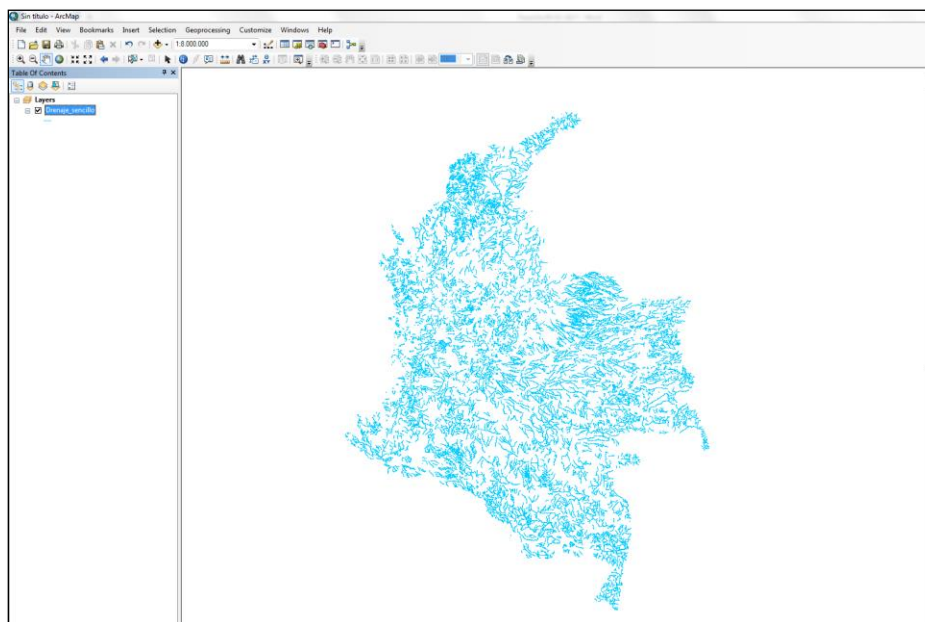 Sin título - ArcMap
File Edit View Bookmarks Insert Selection Geoprocessing Customize Windows Help
1:8.000.000
Table Of Contents
Layers
Drenaje_sencillo